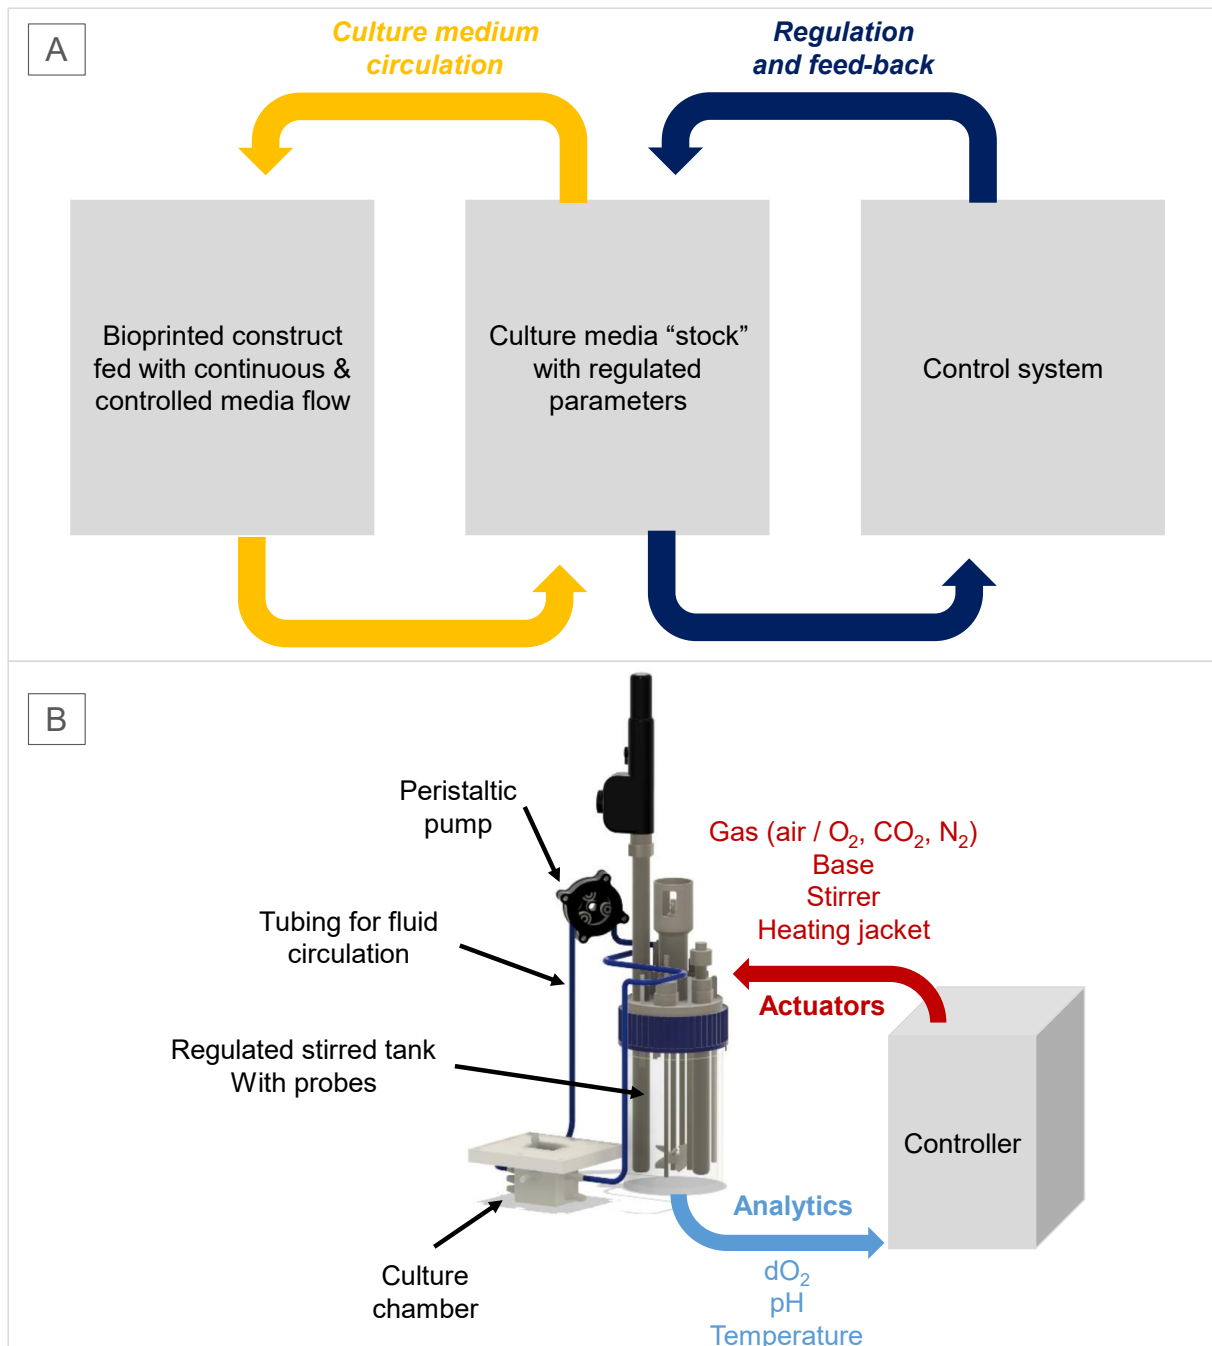 A
Culture medium
circulation
Regulation
and feed-back
Bioprinted construct
fed with continuous &
controlled media flow
Culture media “stock”
with regulated
parameters
Control system
B
Peristaltic
pump
Gas (air / O₂, CO₂, N₂)
Base
Stirrer
Heating jacket
Tubing for fluid
circulation
Actuators
Regulated stirred tank
With probes
Controller
Analytics
dO₂
pH
Temperature
Culture
chamber